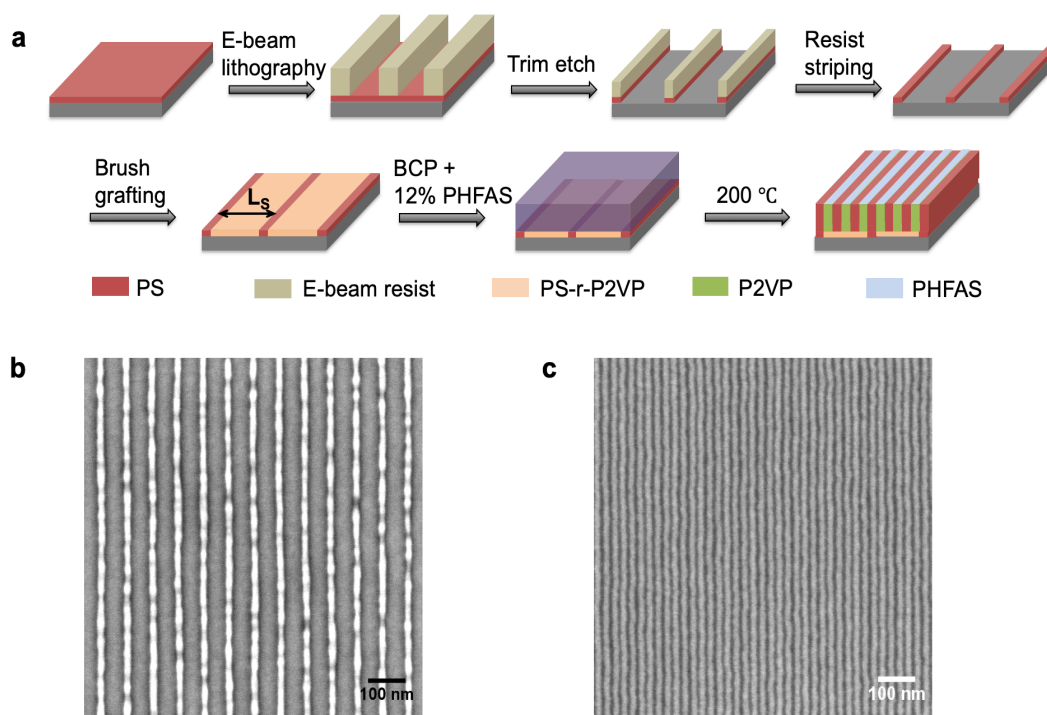 a
E-beam
lithography
Trim etch
Resist
striping
Brush
grafting
LS
BCP +
12% PHFAS
200 ℃
PS
E-beam resist
PS-r-P2VP
P2VP
PHFAS
b
c
100 nm
100 nm